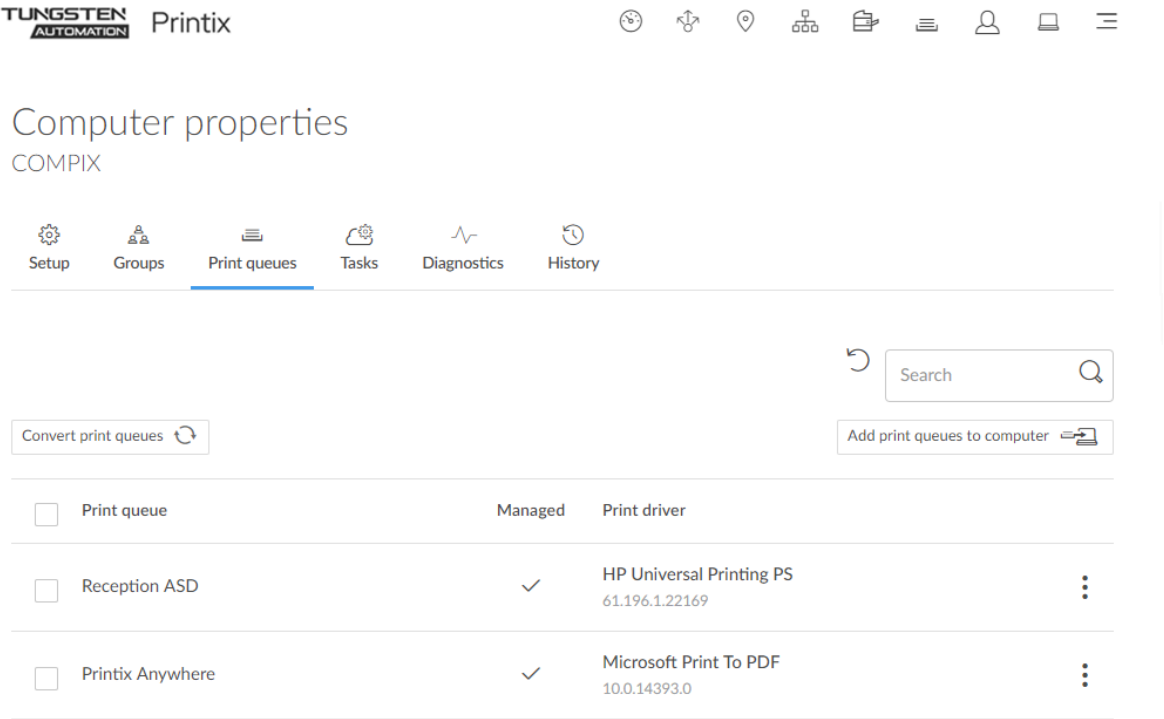 TUNGSTEN
AUTOMATION
Printix
Computer properties
COMPIX
Setup Groups Print queues Tasks Diagnostics History
Search
Convert print queues Add print queues to computer
Print queue Managed Print driver
Reception ASD HP Universal Printing PS
61.196.1.22169
Printix Anywhere Microsoft Print To PDF
10.0.14393.0